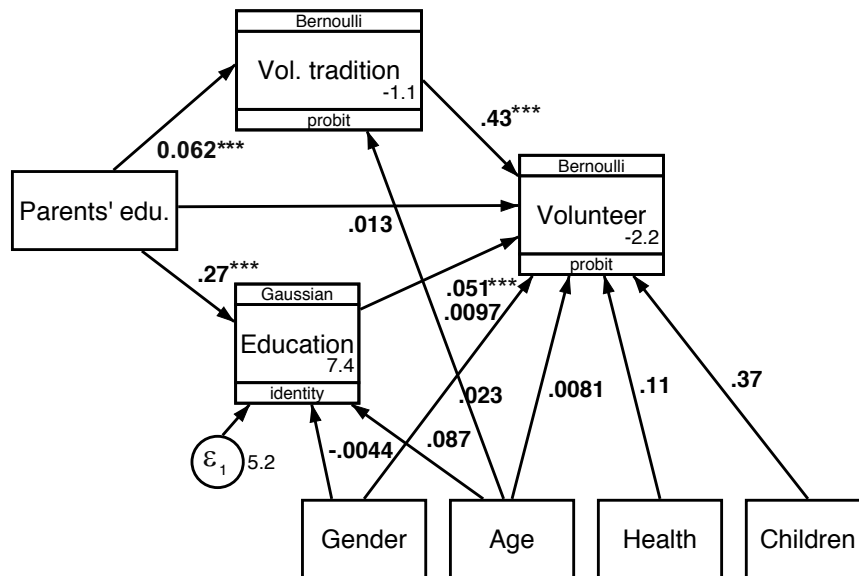 Bernoulli
Vol. tradition
-1.1
probit
.43***
0.062***
Bernoulli
Parents' edu.
Volunteer
.013
-2.2
probit
.27***
Gaussian
.051***
.0097
Education
7.4
identity
.023
.0081
.11
.37
-.0044
.087
ε1
5.2
Gender
Age
Health
Children